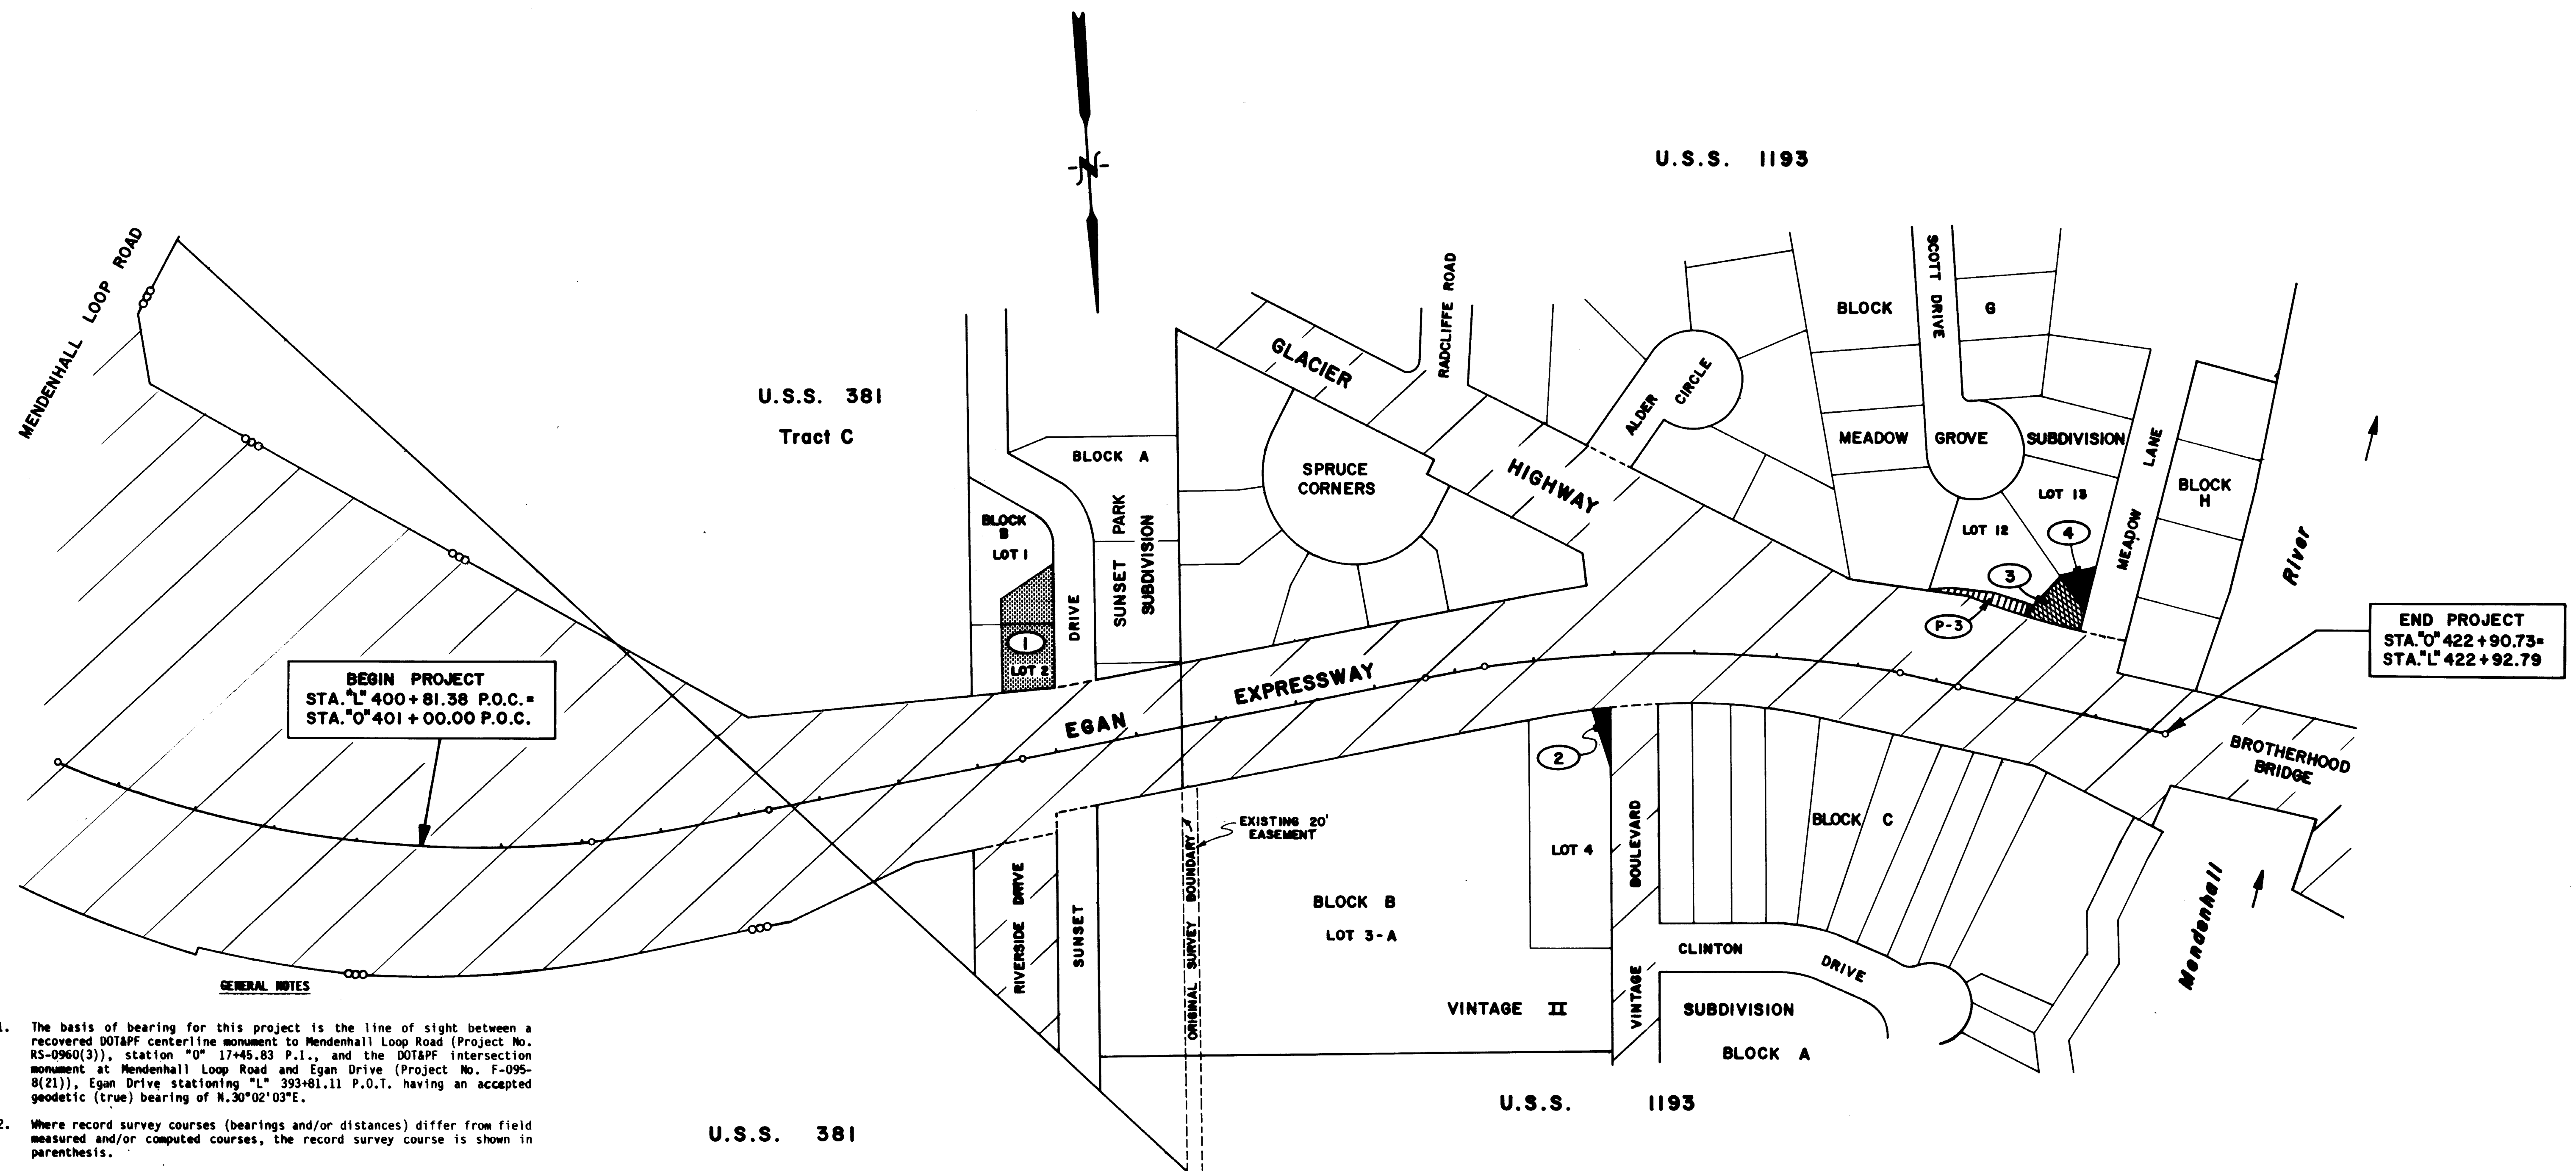 N
U.S.S. 1193
MENDENHALL LOOP ROAD
U.S.S. 381
Tract C
GLACIER
RADCLIFFE ROAD
HIGHWAY
ALDER
CIRCLE
SCOTT DRIVE
BLOCK
G
MEADOW GROVE SUBDIVISION
MEADOW LANE
BLOCK
H
River
BLOCK A
SUNSET PARK
SUBDIVISION
SPRUCE
CORNERS
BLOCK
B
LOT 1
1
LOT 2
DRIVE
LOT 13
LOT 12
4
3
P-3
BEGIN PROJECT
STA."L" 400+81.38 P.O.C.=
STA."O" 401+00.00 P.O.C.
END PROJECT
STA."O" 422+90.73=
STA."L" 422+92.79
EGAN EXPRESSWAY
BROTHERHOOD
BRIDGE
2
EXISTING 20'
EASEMENT
ORIGINAL SURVEY BOUNDARY
RIVERSIDE DRIVE
SUNSET
BLOCK B
LOT 3-A
LOT 4
VINTAGE BOULEVARD
BLOCK C
CLINTON
DRIVE
Mendenhall
VINTAGE II
SUBDIVISION
BLOCK A
U.S.S. 1193
U.S.S. 381
GENERAL NOTES
1. The basis of bearing for this project is the line of sight between a
recovered DOT&PF centerline monument to Mendenhall Loop Road (Project No.
RS-0960(3)), station "O" 17+45.83 P.I., and the DOT&PF intersection
monument at Mendenhall Loop Road and Egan Drive (Project No. F-095-
8(21)), Egan Drive stationing "L" 393+81.11 P.O.T. having an accepted
geodetic (true) bearing of N.30°02'03"E.
2. Where record survey courses (bearings and/or distances) differ from field
measured and/or computed courses, the record survey course is shown in
parenthesis.